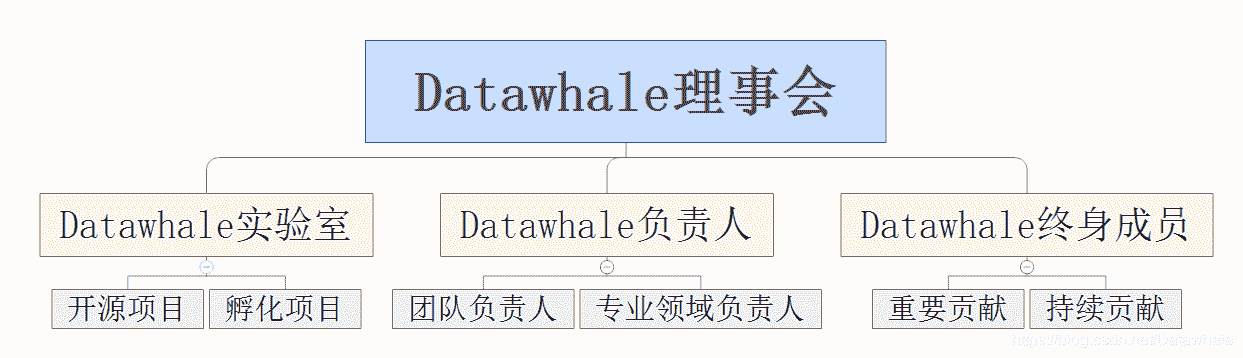 Datawhale理事会
Datawhale实验室
Datawhale负责人
Datawhale终身成员
开源项目
孵化项目
团队负责人
专业领域负责人
重要贡献
持续贡献
https://blog.csdn.net/Datawhale